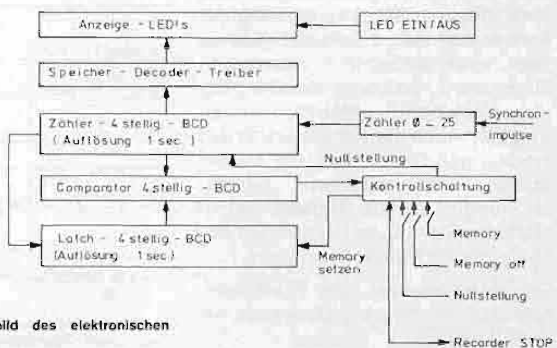 Anzeige - LED's
LED EIN/AUS
Speicher - Decoder - Treiber
Zähler - 4 stellig - BCD
(Auflösung 1 sec.)
Zähler Ø - 25
Synchron-
impulse
Nullstellung
Comparator 4 stellig - BCD
Kontrollschaltung
Latch - 4 stellig - BCD
(Auflösung 1 sec)
Memory
setzen
Memory
Memory off
Nullstellung
Recorder STOP
bild des elektronischen